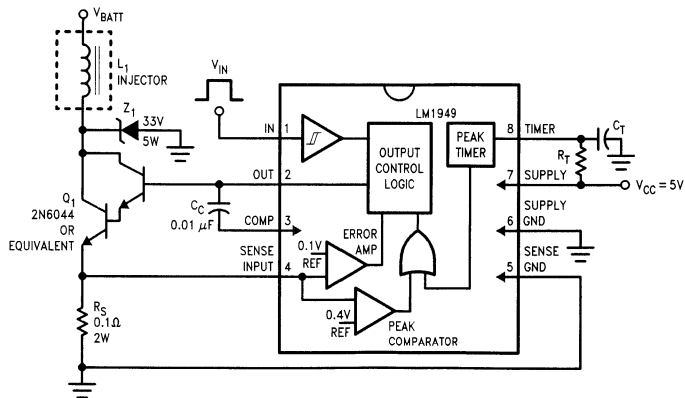 VBATT
L1
INJECTOR
VIN
Z1
33V
5W
LM1949
IN 1
8 TIMER
CT
RT
PEAK
TIMER
OUTPUT
CONTROL
LOGIC
OUT 2
7 SUPPLY
VCC = 5V
Q1
2N6044
OR
EQUIVALENT
CC
0.01 μF
COMP 3
SUPPLY
6 GND
ERROR
AMP
0.1V
REF
SENSE
INPUT 4
SENSE
5 GND
RS
0.1Ω
2W
0.4V
REF
PEAK
COMPARATOR